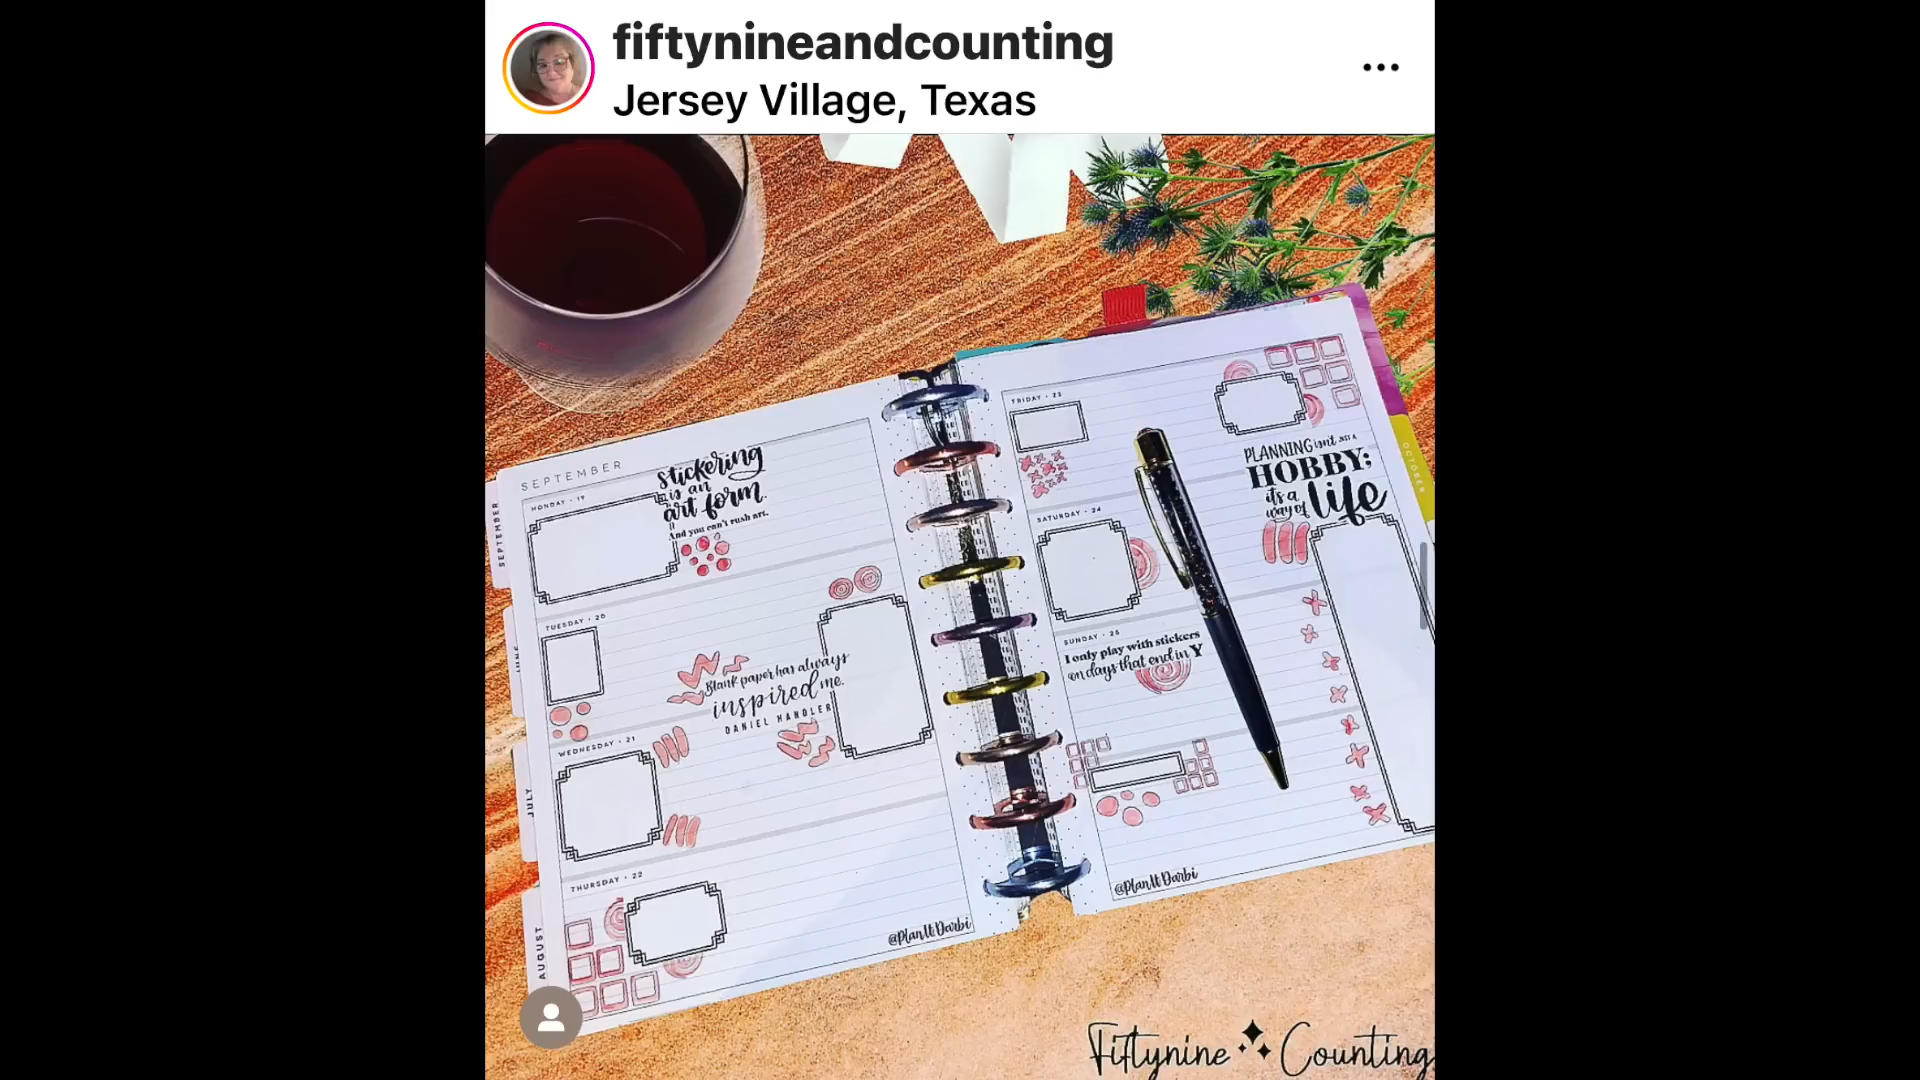 fiftynineandcounting
Jersey Village, Texas
SEPTEMBER
MONDAY • 19
stickering
is an
art form.
And you can't rush art.
TUESDAY • 20
Blank paper has always
inspired me.
DANIEL HANDLER
WEDNESDAY • 21
THURSDAY • 22
@PlanItDarbi
SEPTEMBER
JUNE
JULY
AUGUST
FRIDAY • 23
PLANNING isn't just a
HOBBY;
it's a
way of life
SATURDAY • 24
SUNDAY • 25
I only play with stickers
on days that end in Y
@PlanItDarbi
OCTOBER
Fiftynine Counting